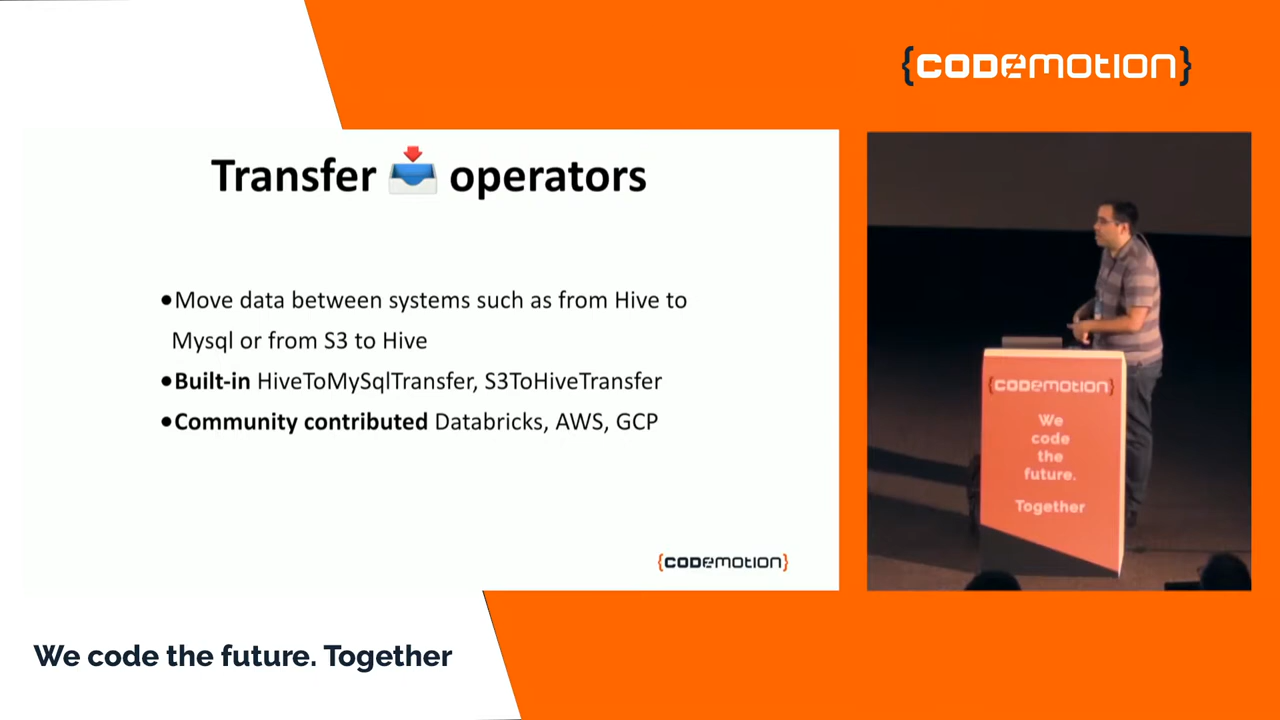 {CODEMOTION}
Transfer 📥 operators
●Move data between systems such as from Hive to
Mysql or from S3 to Hive
●Built-in HiveToMySqlTransfer, S3ToHiveTransfer
●Community contributed Databricks, AWS, GCP
{CODEMOTION}
{CODEMOTION}
We
code
the
future.
Together
We code the future. Together